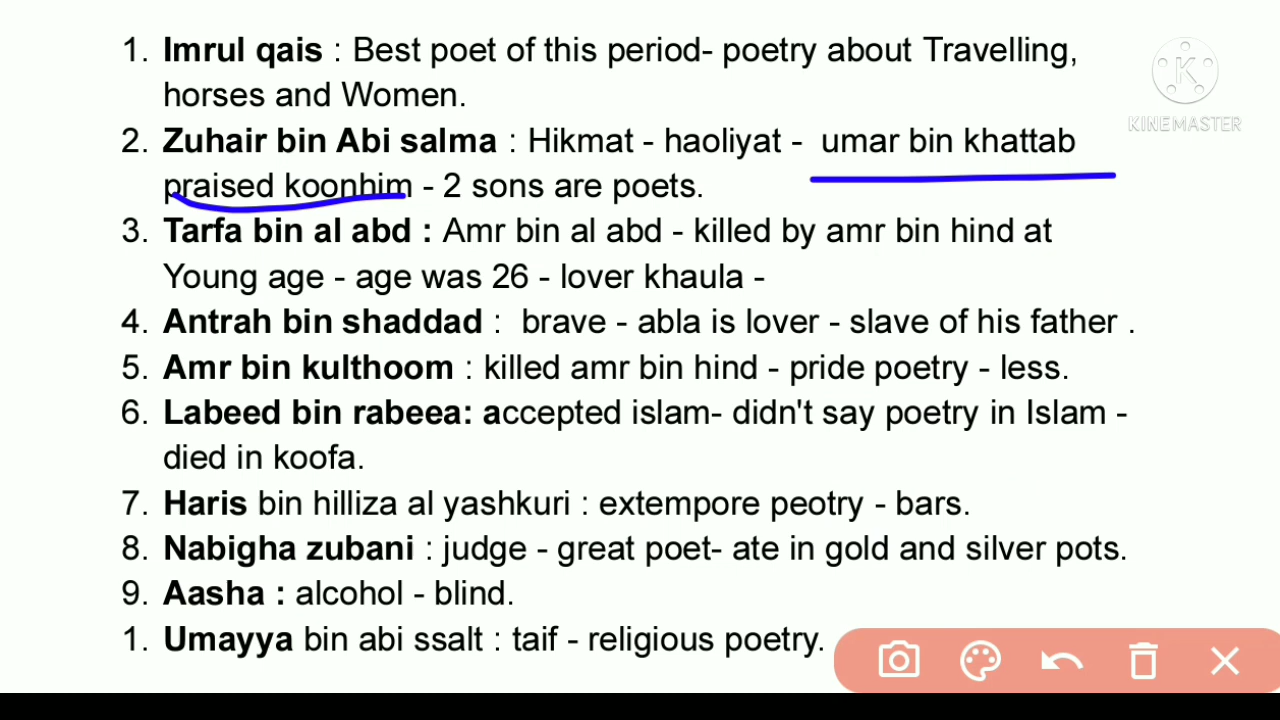 1. Imrul qais : Best poet of this period- poetry about Travelling,
horses and Women.
2. Zuhair bin Abi salma : Hikmat - haoliyat - umar bin khattab
praised koonhim - 2 sons are poets.
3. Tarfa bin al abd : Amr bin al abd - killed by amr bin hind at
Young age - age was 26 - lover khaula -
4. Antrah bin shaddad : brave - abla is lover - slave of his father .
5. Amr bin kulthoom : killed amr bin hind - pride poetry - less.
6. Labeed bin rabeea: accepted islam- didn't say poetry in Islam -
died in koofa.
7. Haris bin hilliza al yashkuri : extempore peotry - bars.
8. Nabigha zubani : judge - great poet- ate in gold and silver pots.
9. Aasha : alcohol - blind.
1. Umayya bin abi ssalt : taif - religious poetry.
K
KINEMASTER